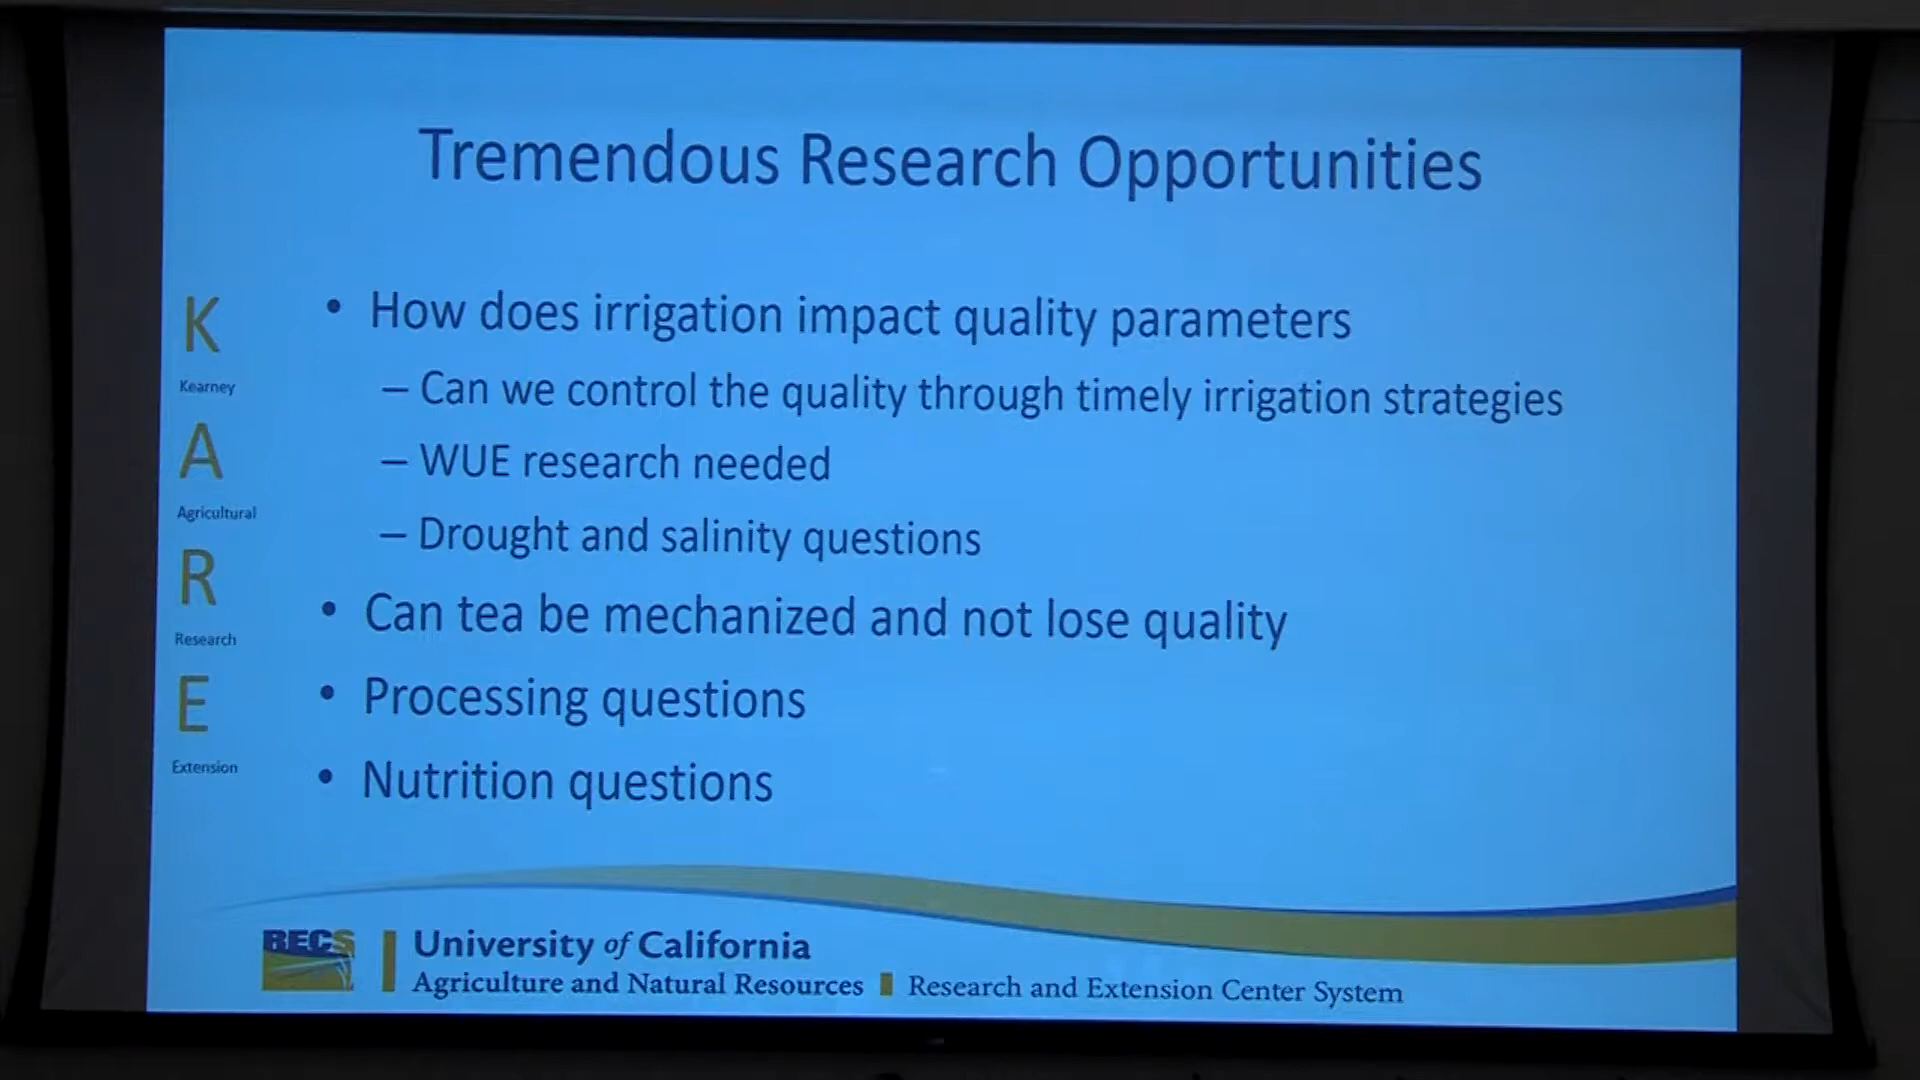 Tremendous Research Opportunities
K
Kearney
A
Agricultural
R
Research
E
Extension
• How does irrigation impact quality parameters
– Can we control the quality through timely irrigation strategies
– WUE research needed
– Drought and salinity questions
• Can tea be mechanized and not lose quality
• Processing questions
• Nutrition questions
RECS
University of California
Agriculture and Natural Resources
Research and Extension Center System